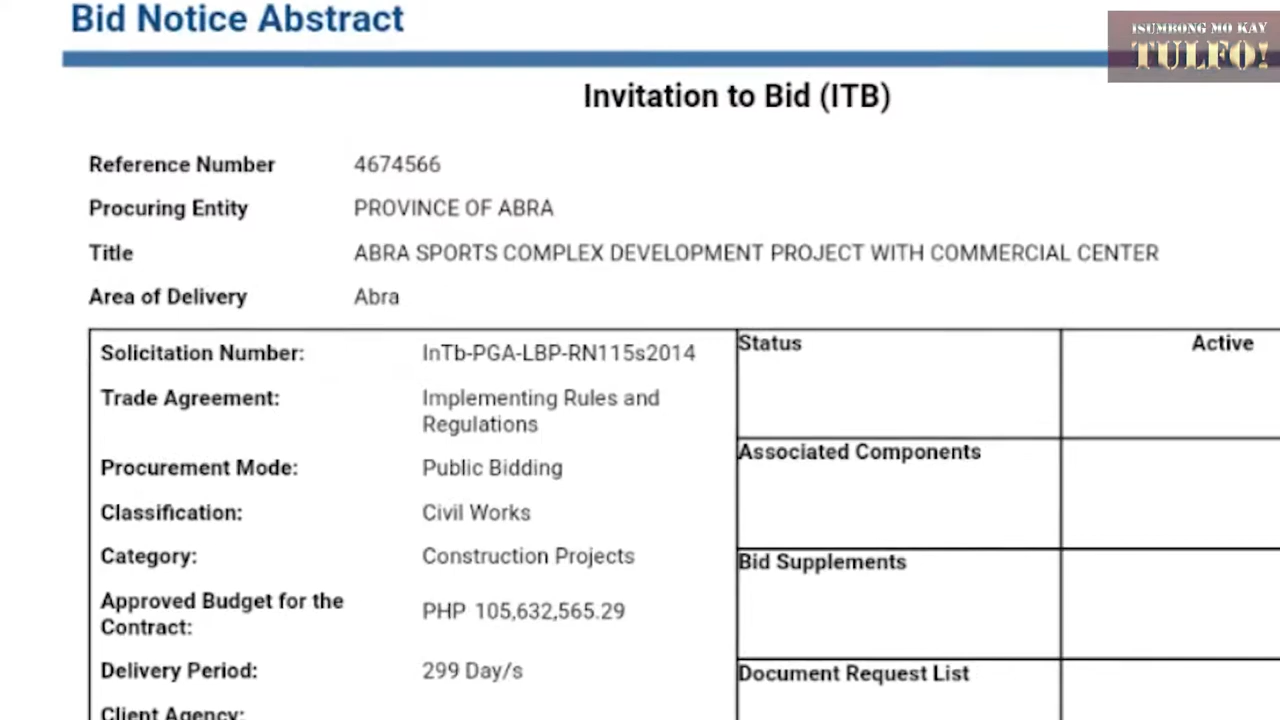 Bid Notice Abstract
ISUMBONG MO KAY
TULFO!
Invitation to Bid (ITB)
Reference Number 4674566
Procuring Entity PROVINCE OF ABRA
Title ABRA SPORTS COMPLEX DEVELOPMENT PROJECT WITH COMMERCIAL CENTER
Area of Delivery Abra
Solicitation Number: InTb-PGA-LBP-RN115s2014
Trade Agreement: Implementing Rules and
Regulations
Procurement Mode: Public Bidding
Classification: Civil Works
Category: Construction Projects
Approved Budget for the
Contract: PHP 105,632,565.29
Delivery Period: 299 Day/s
Client Agency:
Status Active
Associated Components
Bid Supplements
Document Request List